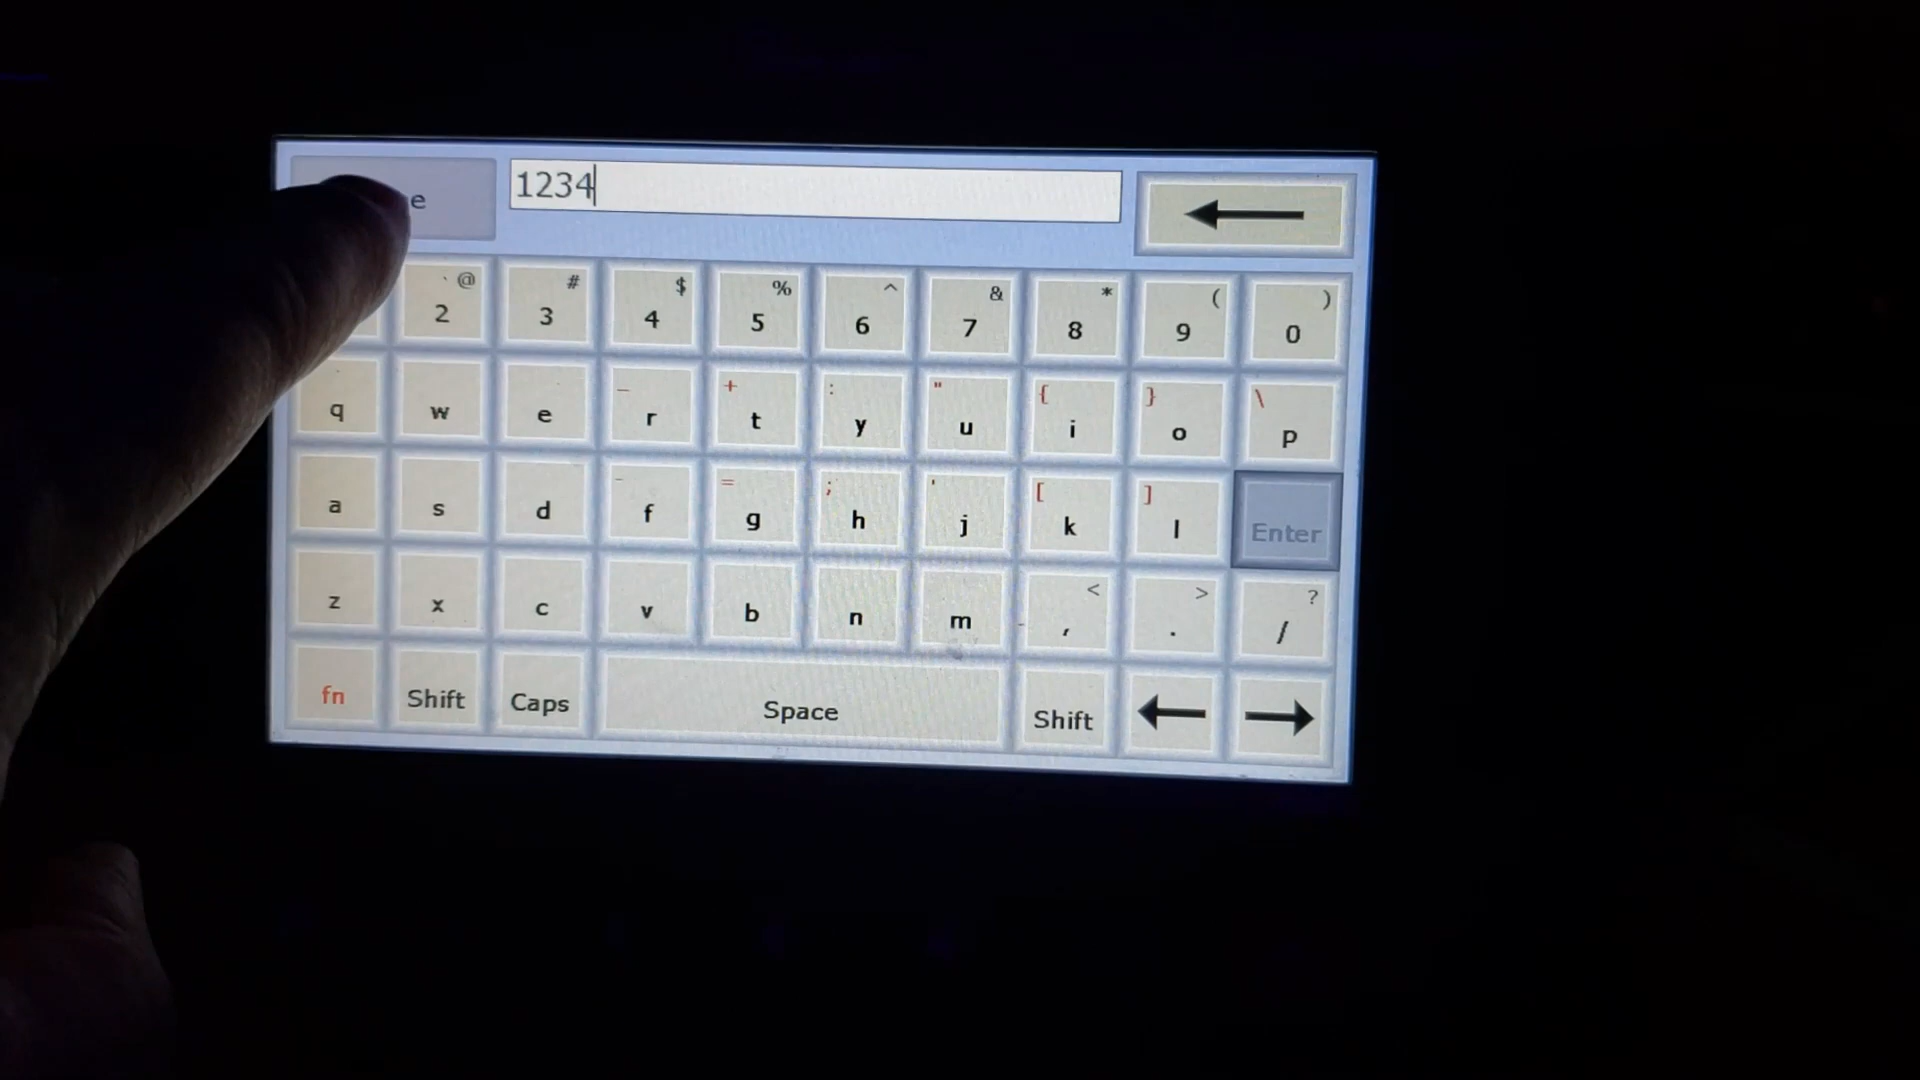 1234
@ # $ % ^ & * ( )
2 3 4 5 6 7 8 9 0
_ + : " { } \
q w e r t y u i o p
- = ; ' [ ]
a s d f g h j k l Enter
< > ?
z x c v b n m , . /
fn Shift Caps Space Shift